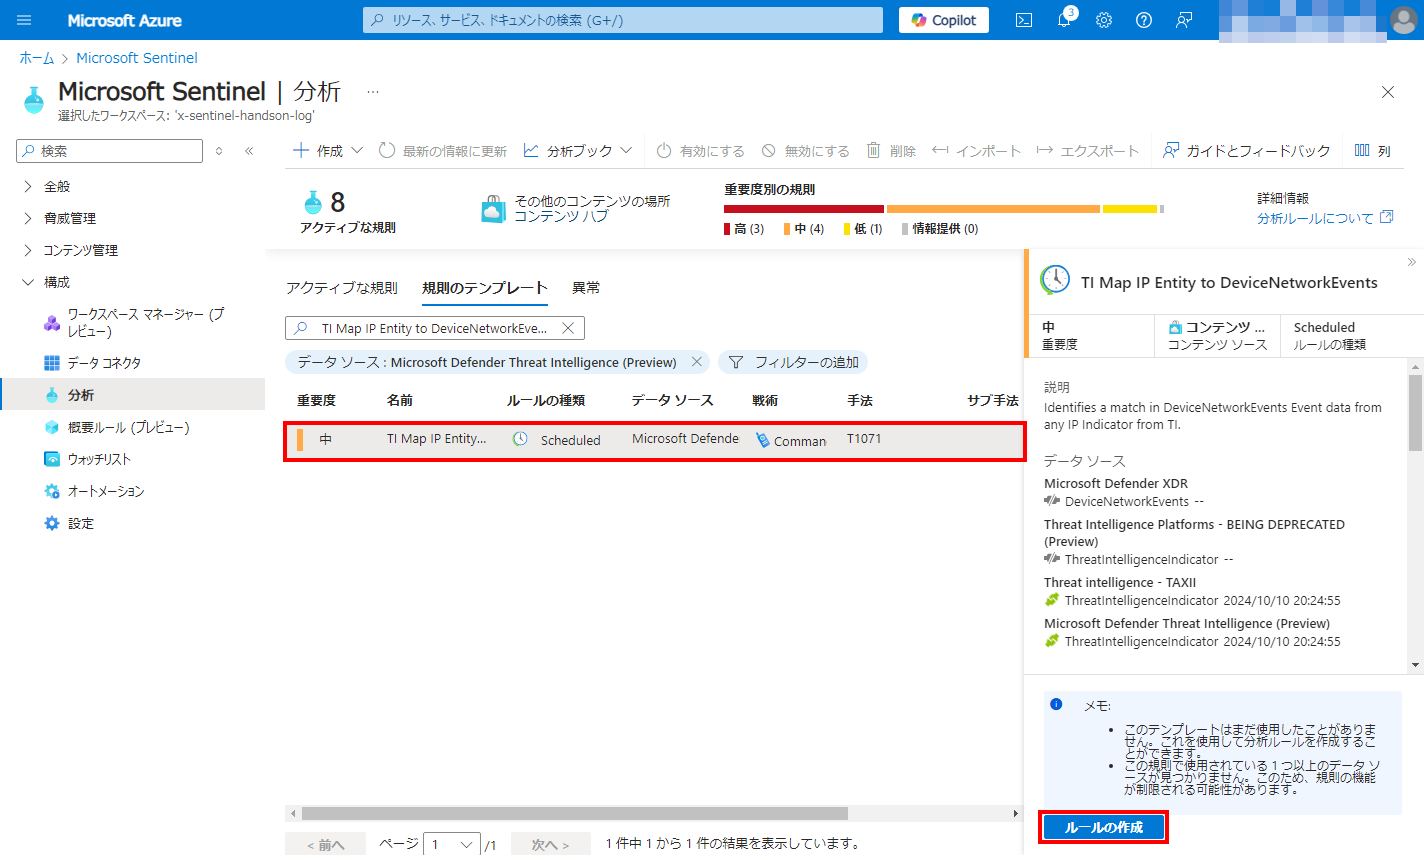 Microsoft Azure
リソース、サービス、ドキュメントの検索 (G+/)
Copilot
3
ホーム > Microsoft Sentinel
Microsoft Sentinel | 分析 ...
選択したワークスペース: 'x-sentinel-handson-log'
検索
全般
脅威管理
コンテンツ管理
構成
ワークスペース マネージャー (プ
レビュー)
データ コネクタ
分析
概要ルール (プレビュー)
ウォッチリスト
オートメーション
設定
作成
最新の情報に更新
分析ブック
有効にする
無効にする
削除
インポート
エクスポート
ガイドとフィードバック
列
8
アクティブな規則
その他のコンテンツの場所
コンテンツ ハブ
重要度別の規則
高 (3) 中 (4) 低 (1) 情報提供 (0)
詳細情報
分析ルールについて
アクティブな規則 規則のテンプレート 異常
TI Map IP Entity to DeviceNetworkEve...
データ ソース : Microsoft Defender Threat Intelligence (Preview)
フィルターの追加
重要度 名前 ルールの種類 データ ソース 戦術 手法 サブ手法
中 TI Map IP Entity... Scheduled Microsoft Defende Comman T1071
< 前へ ページ 1 /1 次へ > 1 件中 1 から 1 件の結果を表示しています。
TI Map IP Entity to DeviceNetworkEvents
中
重要度
コンテンツ ...
コンテンツ ソース
Scheduled
ルールの種類
説明
Identifies a match in DeviceNetworkEvents Event data from
any IP Indicator from TI.
データ ソース
Microsoft Defender XDR
DeviceNetworkEvents --
Threat Intelligence Platforms - BEING DEPRECATED
(Preview)
ThreatIntelligenceIndicator --
Threat intelligence - TAXII
ThreatIntelligenceIndicator 2024/10/10 20:24:55
Microsoft Defender Threat Intelligence (Preview)
ThreatIntelligenceIndicator 2024/10/10 20:24:55
メモ:
• このテンプレートはまだ使用したことがありま
せん。これを使用して分析ルールを作成するこ
とができます。
• この規則で使用されている 1 つ以上のデータ ソ
ースが見つかりません。このため、規則の機能
が制限される可能性があります。
ルールの作成